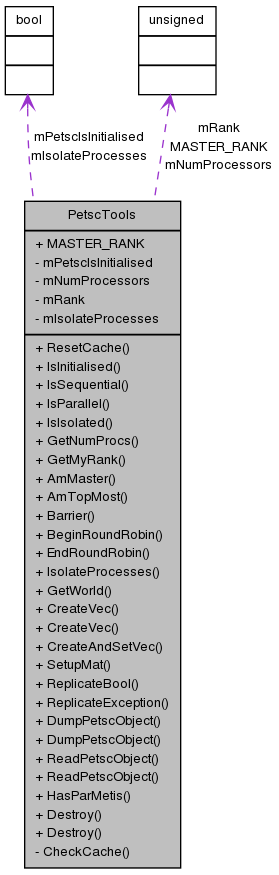 bool
unsigned
mPetscIsInitialised
mIsolateProcesses
mRank
MASTER_RANK
mNumProcessors
PetscTools
+ MASTER_RANK
- mPetscIsInitialised
- mNumProcessors
- mRank
- mIsolateProcesses
+ ResetCache()
+ IsInitialised()
+ IsSequential()
+ IsParallel()
+ IsIsolated()
+ GetNumProcs()
+ GetMyRank()
+ AmMaster()
+ AmTopMost()
+ Barrier()
+ BeginRoundRobin()
+ EndRoundRobin()
+ IsolateProcesses()
+ GetWorld()
+ CreateVec()
+ CreateVec()
+ CreateAndSetVec()
+ SetupMat()
+ ReplicateBool()
+ ReplicateException()
+ DumpPetscObject()
+ DumpPetscObject()
+ ReadPetscObject()
+ ReadPetscObject()
+ HasParMetis()
+ Destroy()
+ Destroy()
- CheckCache()